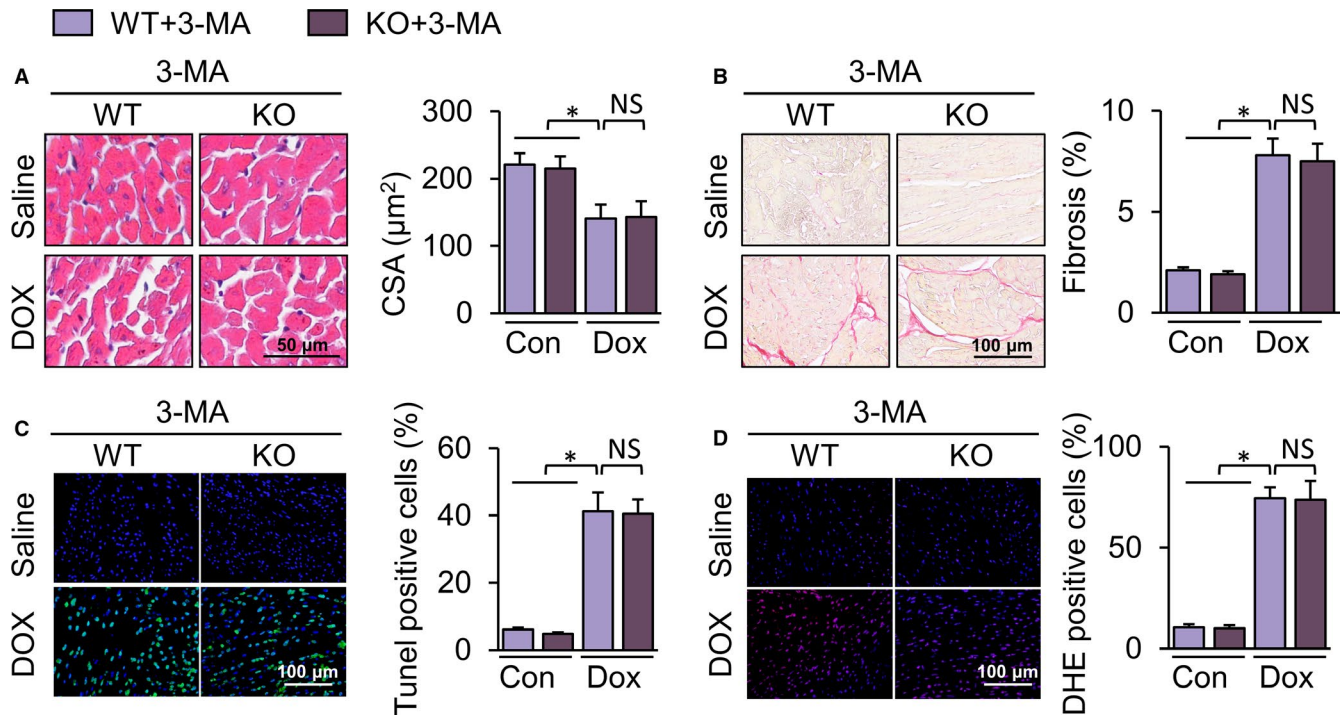 WT+3-MA KO+3-MA
A
3-MA
WT KO
Saline
DOX
50 µm
CSA (µm²)
300
200
100
0
* NS
Con Dox
B
3-MA
WT KO
Saline
DOX
100 µm
Fibrosis (%)
10
5
0
* NS
Con Dox
C
3-MA
WT KO
Saline
DOX
100 µm
Tunel positive cells (%)
60
40
20
0
* NS
Con Dox
D
3-MA
WT KO
Saline
DOX
100 µm
DHE positive cells (%)
100
50
0
* NS
Con Dox